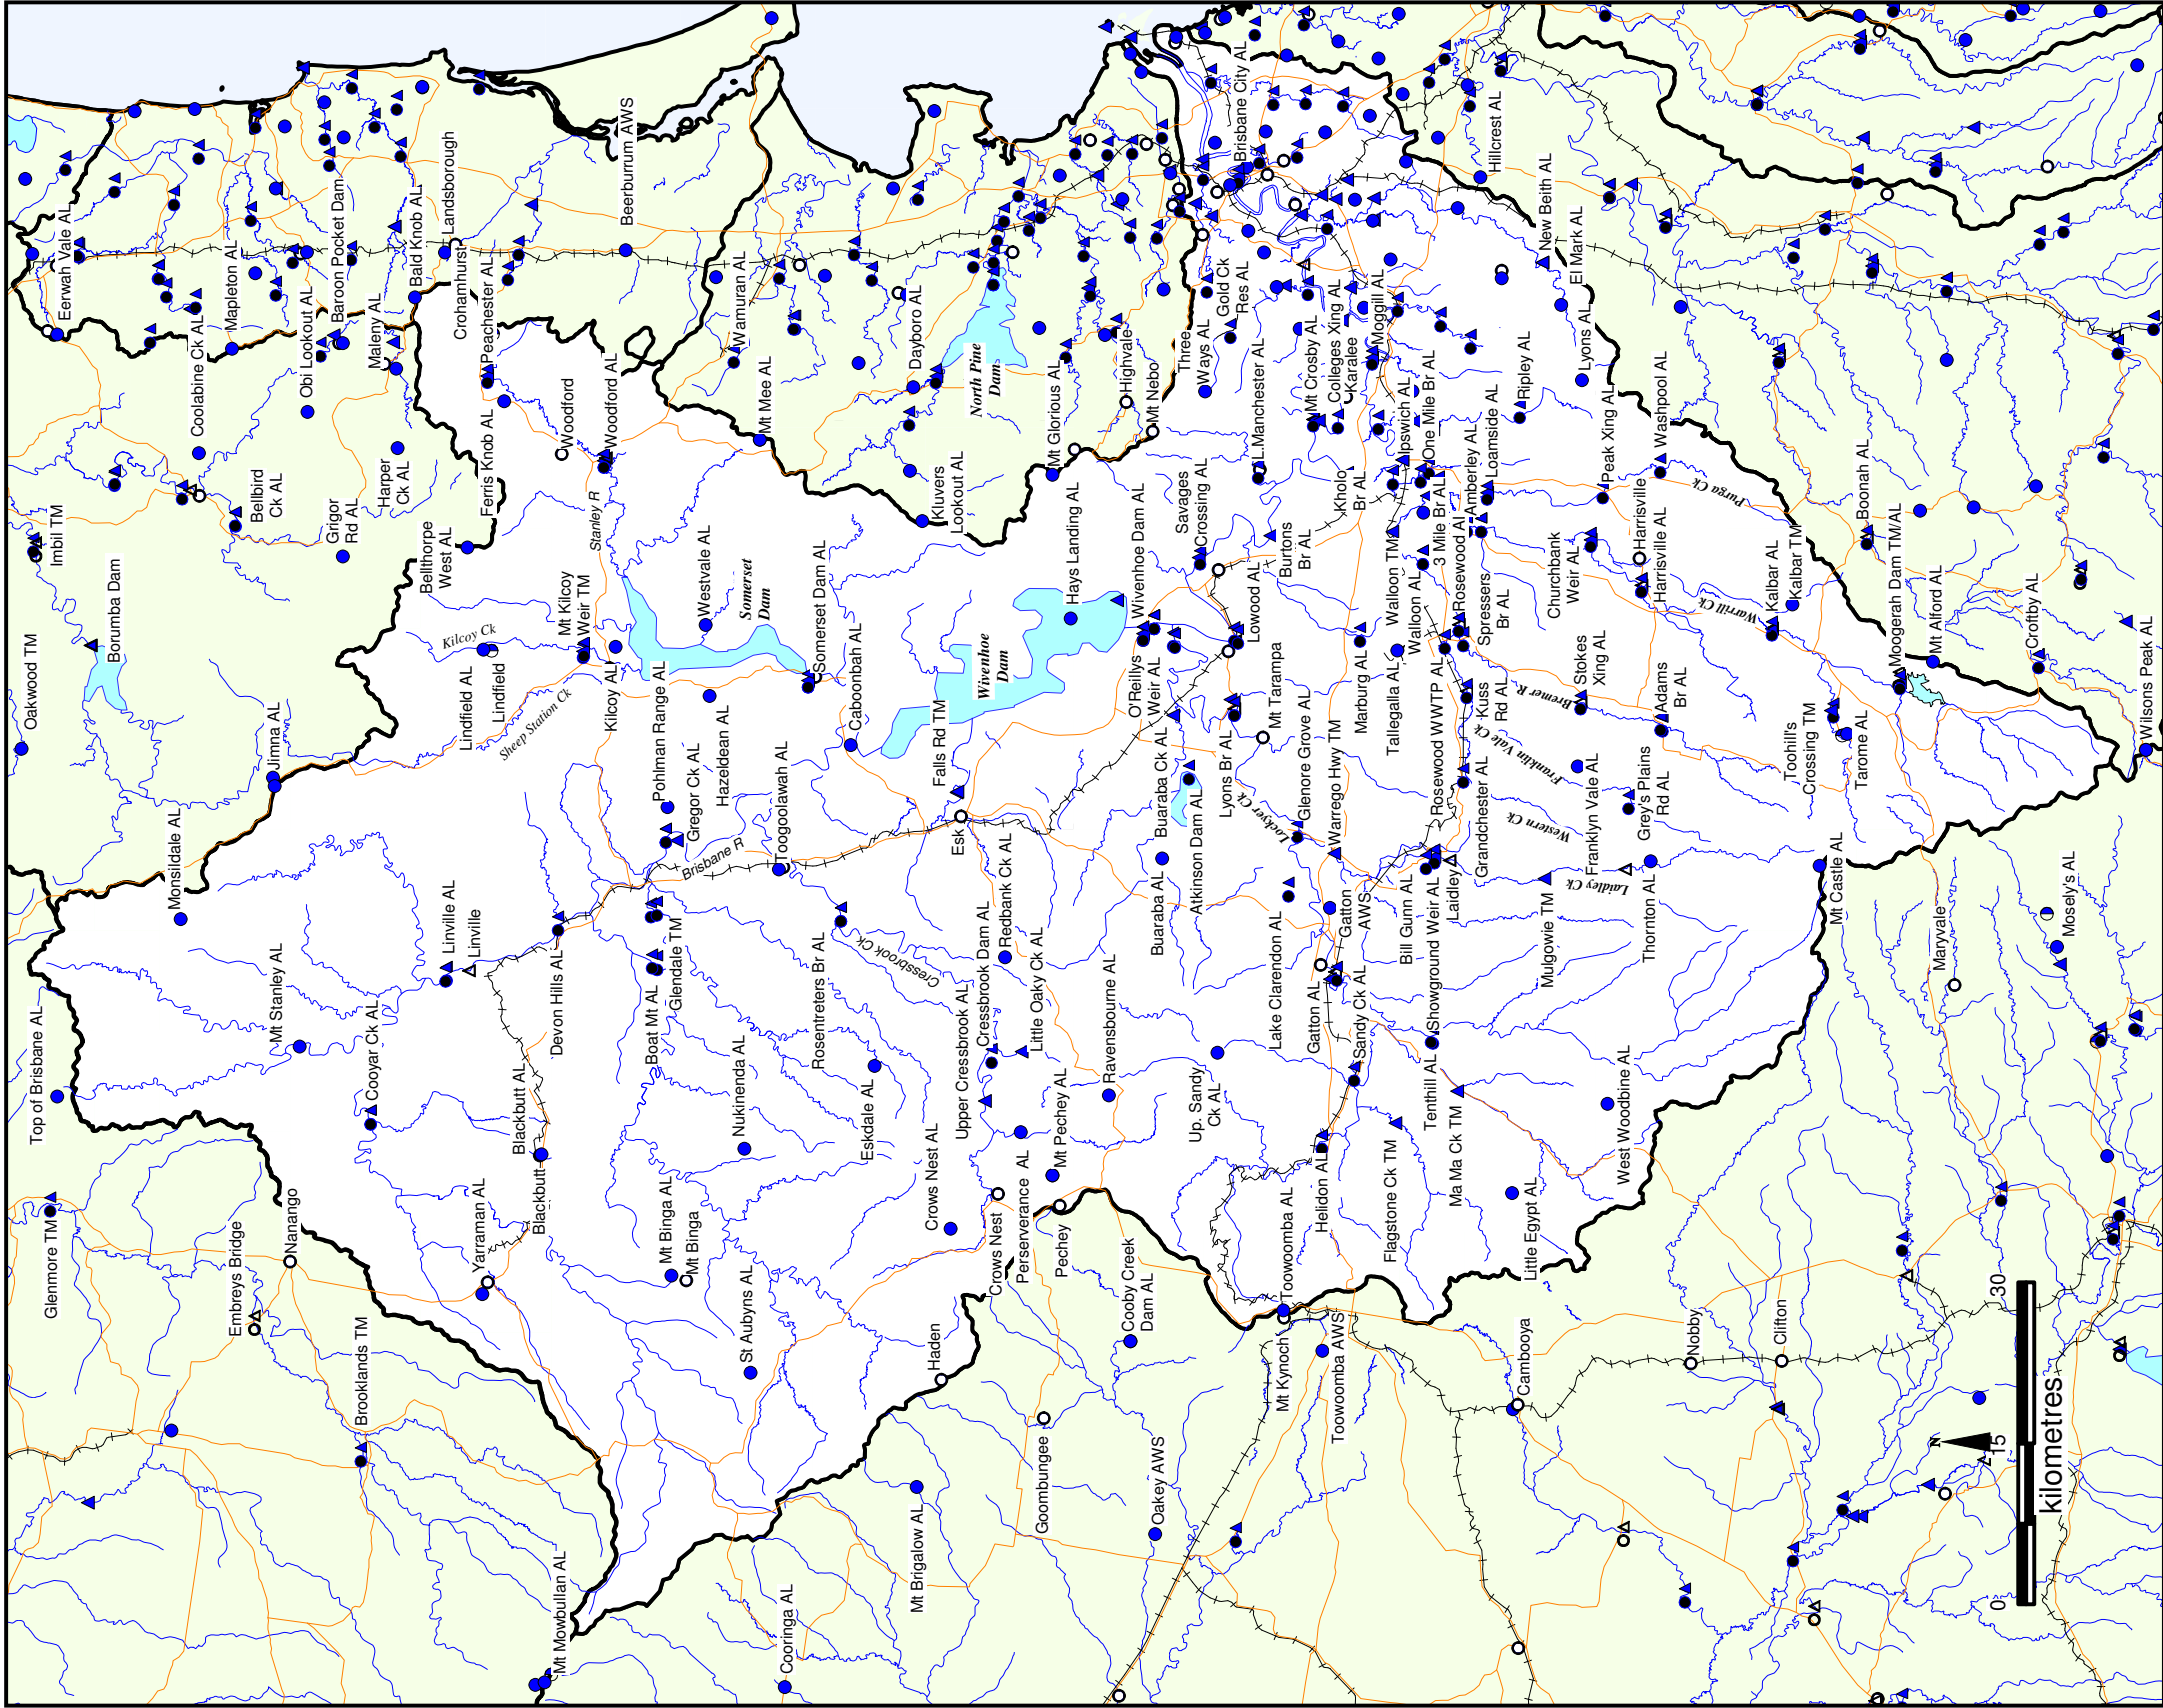 Oakwood TM
Imbil TM
Eerwah Vale AL
Borumba Dam
Top of Brisbane AL
Glenmore TM
Monsildale AL
Coolabine Ck AL
Mapleton AL
Jimna AL
Bellbird
Ck AL
Obi Lookout AL
Baroon Pocket Dam
Mt Stanley AL
Embreys Bridge
Nanango
Grigor
Rd AL
Maleny AL
Harper
Ck AL
Bald Knob AL
Landsborough
Brooklands TM
Cooyar Ck AL
Bellthorpe
West AL
Crohamhurst
Peachester AL
Ferris Knob AL
Linville AL
Linville
Kilcoy Ck
Lindfield AL
Lindfield
Sheep Station Ck
Yarraman AL
Blackbutt AL
Blackbutt
Devon Hills AL
Mt Kilcoy
Weir TM
Stanley R
Woodford
Woodford AL
Beerburrum AWS
Kilcoy AL
Mt Mowbullan AL
Boat Mt AL
Glendale TM
Pohlman Range AL
Gregor Ck AL
Westvale AL
Mt Binga AL
Mt Binga
Brisbane R
Hazeldean AL
Somerset
Dam
Wamuran AL
Mt Mee AL
Nukinenda AL
St Aubyns AL
Toogoolawah AL
Somerset Dam AL
Cooringa AL
Rosentreters Br AL
Caboonbah AL
Eskdale AL
Cressbrook Ck
Dayboro AL
Kluvers
Lookout AL
Mt Brigalow AL
Haden
Crows Nest AL
Falls Rd TM
Esk
North Pine
Dam
Wivenhoe
Dam
Upper Cressbrook AL
Cressbrook Dam AL
Redbank Ck AL
Crows Nest
Perserverance AL
Little Oaky Ck AL
Mt Glorious AL
Goombungee
Pechey
Mt Pechey AL
Hays Landing AL
Ravensbourne AL
Highvale
Mt Nebo
Cooby Creek
Dam AL
Wivenhoe Dam AL
O'Reilys
Weir AL
Oakey AWS
Buaraba AL
Buaraba Ck AL
Savages
Crossing AL
Three
Ways AL
Atkinson Dam AL
Up. Sandy
Ck AL
Gold Ck
Res AL
Brisbane City AL
Lyons Br AL
Lockyer Ck
Lowood AL
L.Manchester AL
Mt Tarampa
Burtons
Br AL
Lake Clarendon AL
Toowoomba AL
Mt Kynoch
Glenore Grove AL
Mt Crosby AL
Gatton AL
Helidon AL
Colleges Xing AL
Karalee
Toowoomba AWS
Warrego Hwy TM
Gatton
AWS
Sandy Ck AL
Kholo
Br AL
Marburg AL
Moggill AL
Flagstone Ck TM
Tallegalla AL
Walloon TM
Walloon AL
Ipswich AL
Bill Gunn AL
One Mile Br AL
3 Mile Br AL
Showground Weir AL
Tenthill AL
Rosewood WWTP AL
Rosewood AL
Laidley
Ma Ma Ck TM
Amberley AL
Loamside AL
Grandchester AL
Kuss
Rd AL
Spressers
Br AL
Hillcrest AL
Franklin Vale Ck
Western Ck
Bremer R
Ripley AL
Little Egypt AL
Cambooya
Mulgowie TM
New Beith AL
Churchbank
Weir AL
El Mark AL
Lyons AL
Franklyn Vale AL
Laidley Ck
Stokes
Xing AL
Peak Xing AL
West Woodbine AL
Harrisville
Harrisville AL
Washpool AL
Grey's Plains
Rd AL
Adams
Br AL
Thornton AL
Nobby
Purga Ck
Warrill Ck
Kalbar AL
Kalbar TM
Clifton
Toohill's
Crossing TM
Mt Castle AL
Tarome AL
Boonah AL
Moogerah Dam TM/AL
Mt Alford AL
Maryvale
Croftby AL
Mosely's AL
Wilsons Peak AL
N
0
15
30
kilometres